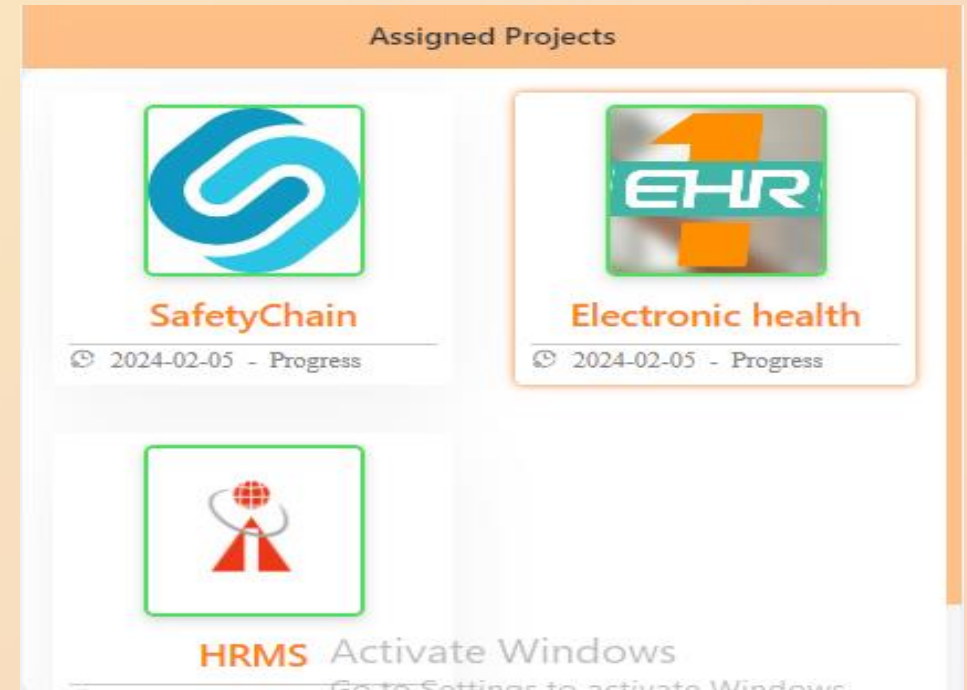 Assigned Projects
EHR
SafetyChain
Electronic health
2024-02-05 - Progress
2024-02-05 - Progress
HRMS
Activate Windows
Go to Settings to activate Windows